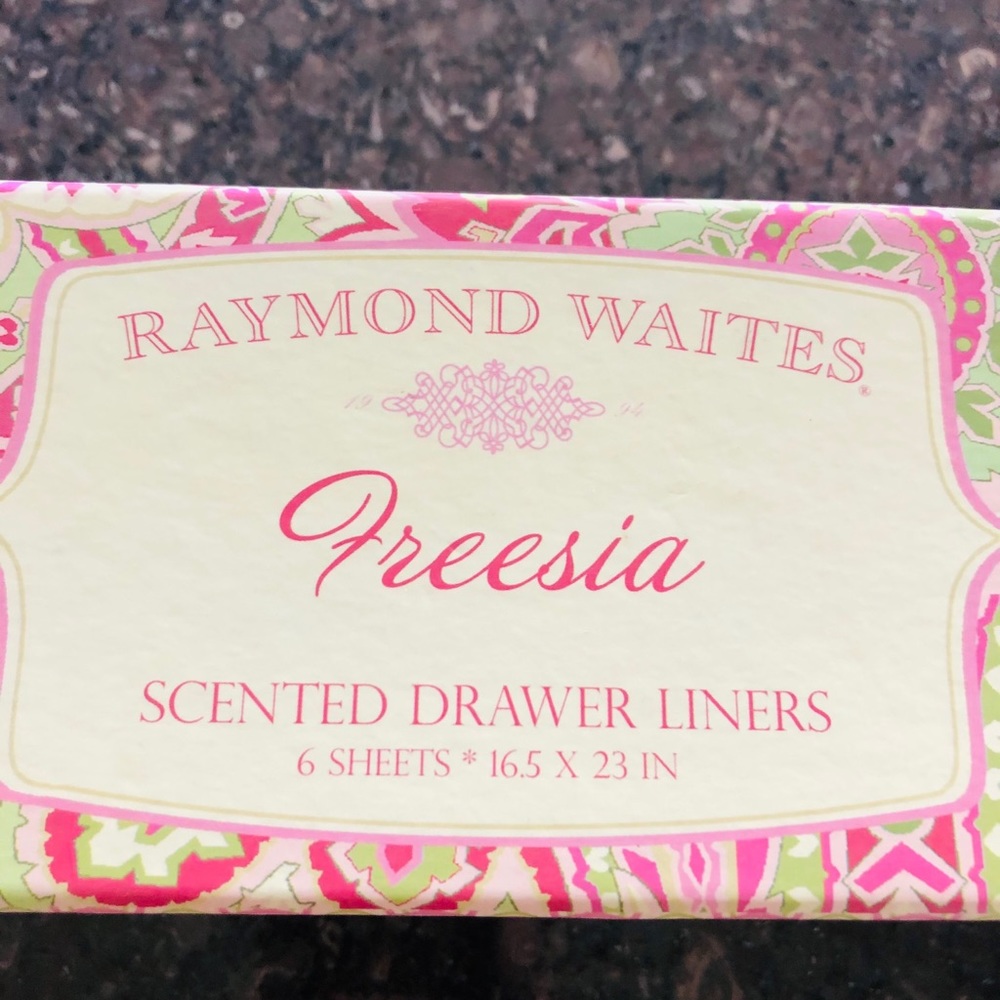 RAYMOND WAITES®
19 94
Freesia
SCENTED DRAWER LINERS
6 SHEETS * 16.5 X 23 IN